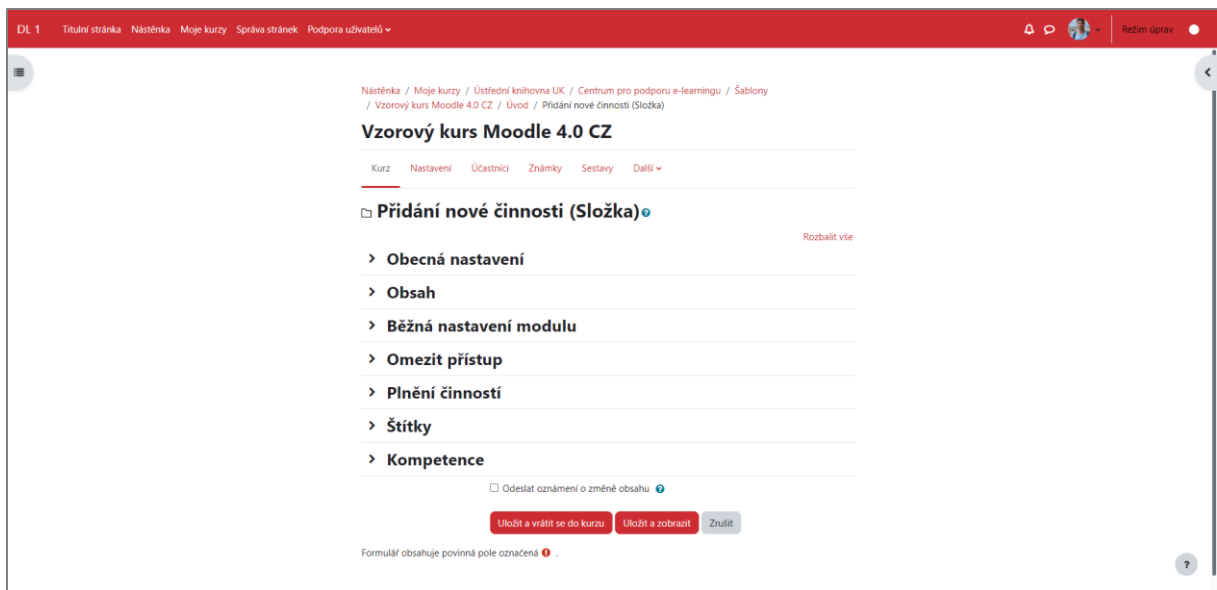 DL 1 Titulní stránka Nástěnka Moje kurzy Správa stránek Podpora uživatelů Režim úprav
Nástěnka / Moje kurzy / Ústřední knihovna UK / Centrum pro podporu e-learningu / Šablony
/ Vzorový kurs Moodle 4.0 CZ / Úvod / Přidání nové činnosti (Složka)
Vzorový kurs Moodle 4.0 CZ
Kurz Nastavení Účastníci Známky Sestavy Další
Přidání nové činnosti (Složka)
Rozbalit vše
Obecná nastavení
Obsah
Běžná nastavení modulu
Omezit přístup
Plnění činností
Štítky
Kompetence
Odeslat oznámení o změně obsahu
Uložit a vrátit se do kurzu Uložit a zobrazit Zrušit
Formulář obsahuje povinná pole označená .
?